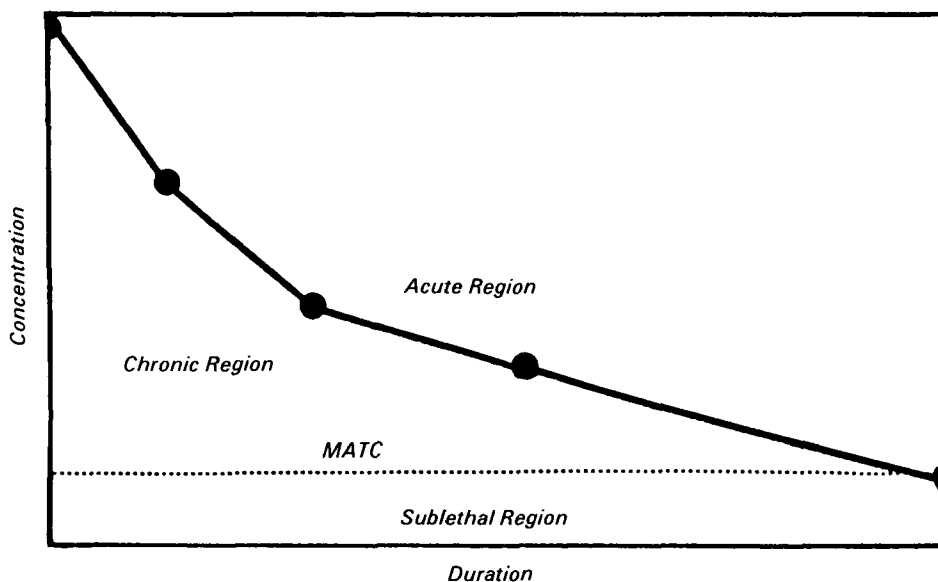 Concentration
Acute Region
Chronic Region
MATC
Sublethal Region
Duration